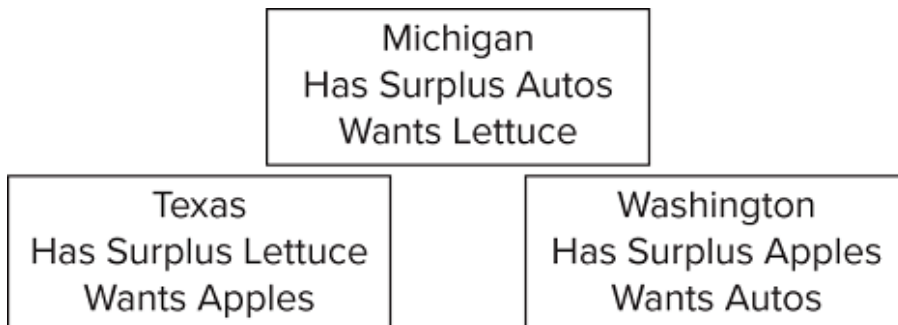 Michigan
Has Surplus Autos
Wants Lettuce
Texas
Has Surplus Lettuce
Wants Apples
Washington
Has Surplus Apples
Wants Autos